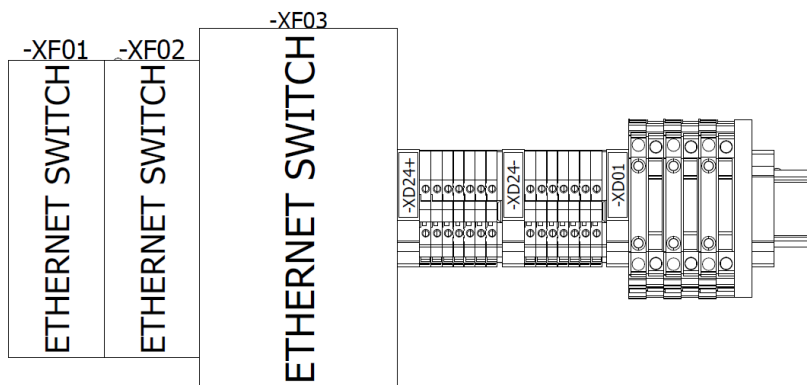 -XF01
-XF02
-XF03
ETHERNET SWITCH
ETHERNET SWITCH
ETHERNET SWITCH
-XD24+
-XD24-
-XD01